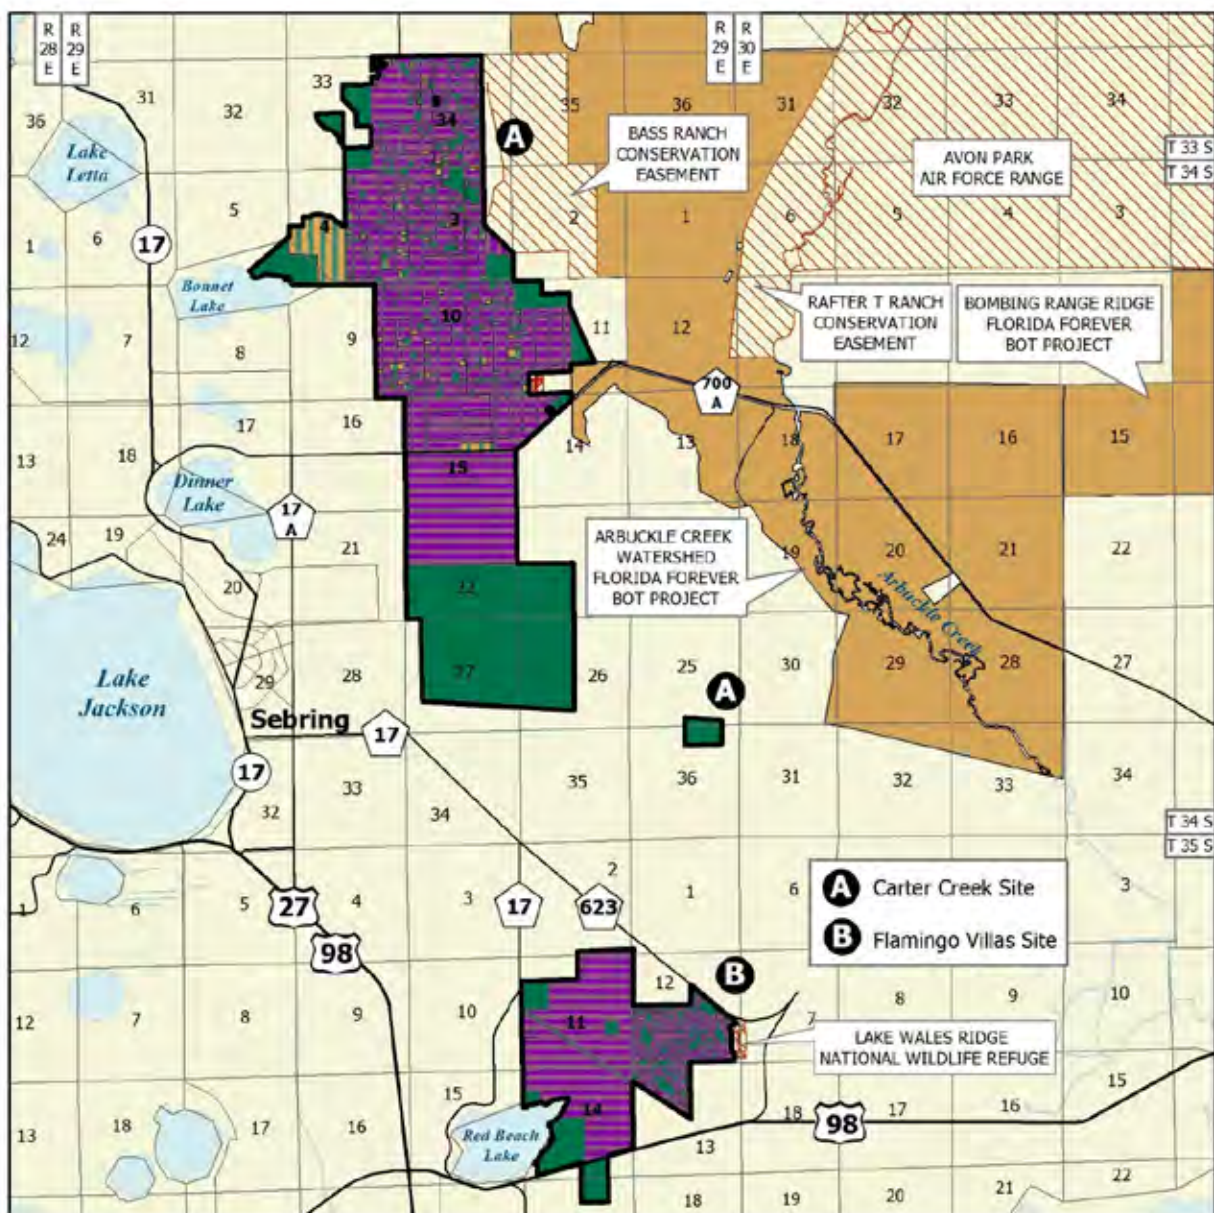 R R
28 29
E E
R R
29 30
E E
33
31
32
35
36
31
32
33
34
36
9
34
A
BASS RANCH
CONSERVATION
EASEMENT
AVON PARK
AIR FORCE RANGE
T 33 S
T 34 S
Lake
Letta
5
2
1
6
5
4
3
1
6
17
4
3
Bonnet
Lake
RAFTER T RANCH
CONSERVATION
EASEMENT
BOMBING RANGE RIDGE
FLORIDA FOREVER
BOT PROJECT
12
7
8
9
10
11
12
700
A
17
16
14
13
18
17
16
15
13
18
15
Dinner
Lake
17
A
24
19
21
20
ARBUCKLE CREEK
WATERSHED
FLORIDA FOREVER
BOT PROJECT
19
20
21
22
22
Arbuckle Creek
Lake
Jackson
29
28
27
26
25
30
29
28
27
A
Sebring
17
17
33
35
36
31
32
33
34
32
34
T 34 S
T 35 S
2
1
6
A Carter Creek Site
B Flamingo Villas Site
3
1
6
5
27
4
3
17
623
98
B
12
7
8
9
10
11
12
7
8
9
10
LAKE WALES RIDGE
NATIONAL WILDLIFE REFUGE
15
14
15
13
18
17
16
Red Beach
Lake
13
18
98
17
16
22
18
19
20
21